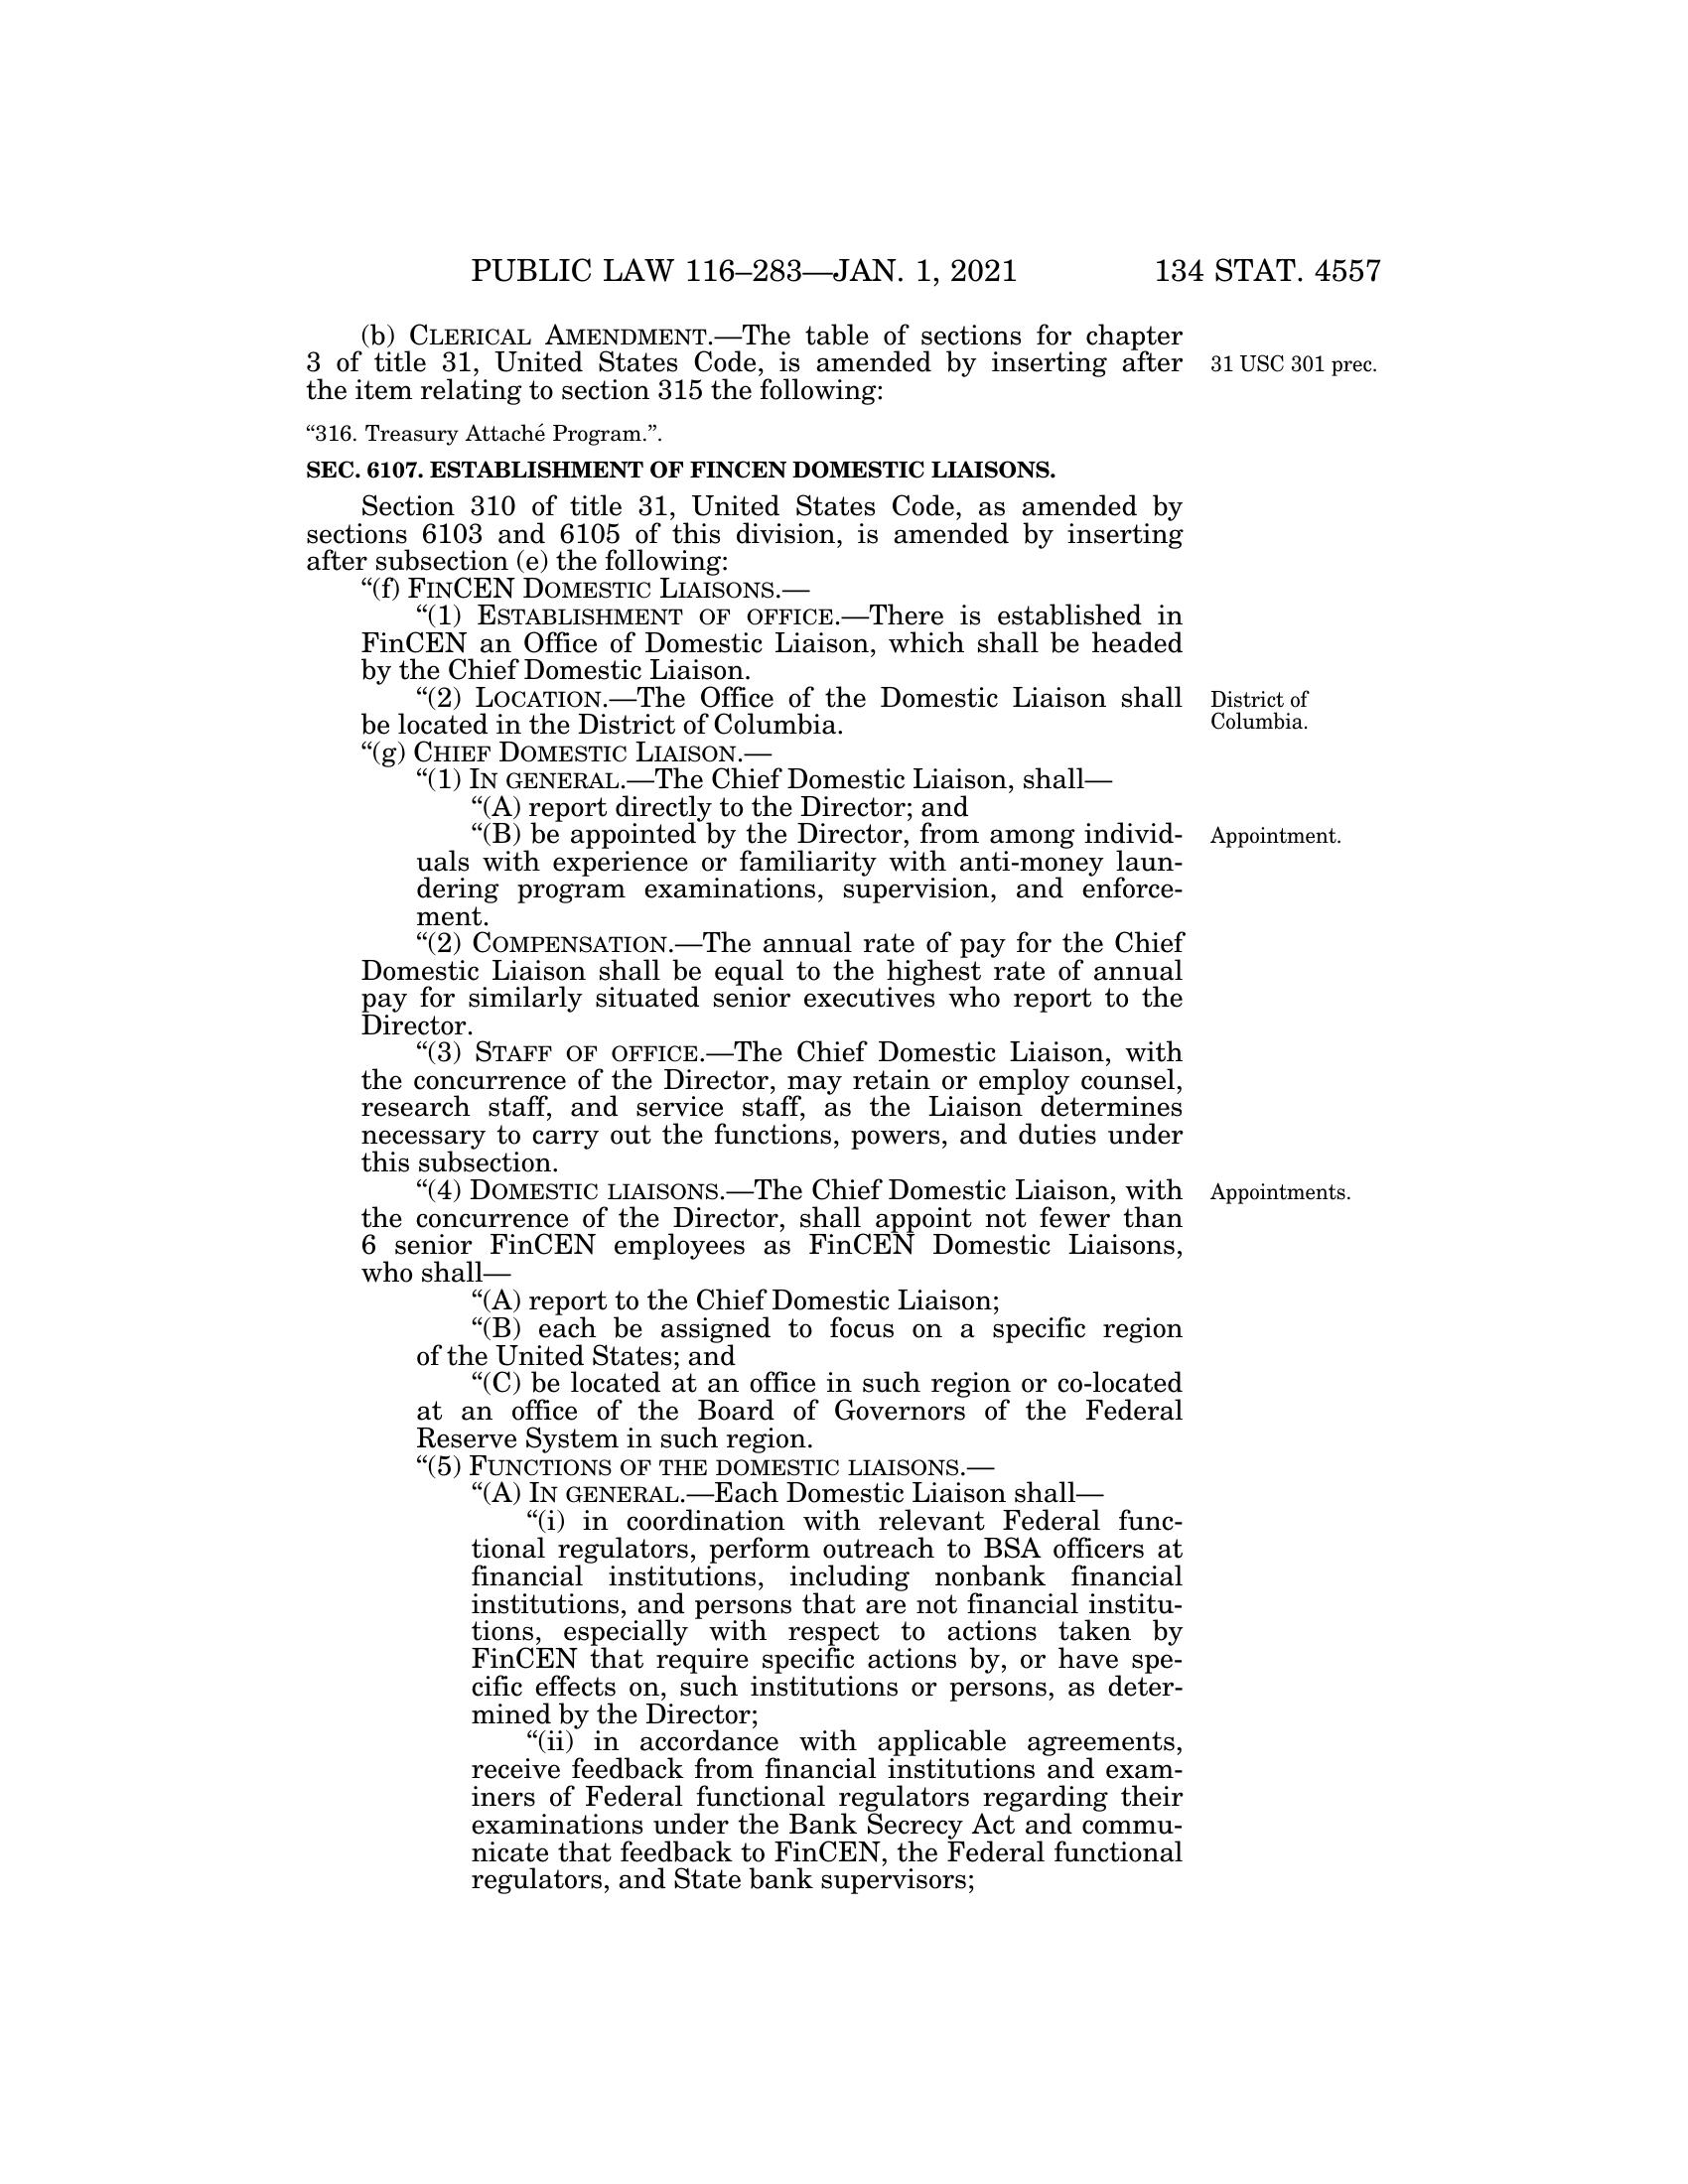 PUBLIC LAW 116–283—JAN. 1, 2021 134 STAT. 4557
(b) CLERICAL AMENDMENT.—The table of sections for chapter
3 of title 31, United States Code, is amended by inserting after
the item relating to section 315 the following:
31 USC 301 prec.
“316. Treasury Attaché Program.”.
SEC. 6107. ESTABLISHMENT OF FINCEN DOMESTIC LIAISONS.
Section 310 of title 31, United States Code, as amended by
sections 6103 and 6105 of this division, is amended by inserting
after subsection (e) the following:
“(f) FINCEN DOMESTIC LIAISONS.—
“(1) ESTABLISHMENT OF OFFICE.—There is established in
FinCEN an Office of Domestic Liaison, which shall be headed
by the Chief Domestic Liaison.
“(2) LOCATION.—The Office of the Domestic Liaison shall
be located in the District of Columbia.
District of
Columbia.
“(g) CHIEF DOMESTIC LIAISON.—
“(1) IN GENERAL.—The Chief Domestic Liaison, shall—
“(A) report directly to the Director; and
“(B) be appointed by the Director, from among individ-
uals with experience or familiarity with anti-money laun-
dering program examinations, supervision, and enforce-
ment.
Appointment.
“(2) COMPENSATION.—The annual rate of pay for the Chief
Domestic Liaison shall be equal to the highest rate of annual
pay for similarly situated senior executives who report to the
Director.
“(3) STAFF OF OFFICE.—The Chief Domestic Liaison, with
the concurrence of the Director, may retain or employ counsel,
research staff, and service staff, as the Liaison determines
necessary to carry out the functions, powers, and duties under
this subsection.
“(4) DOMESTIC LIAISONS.—The Chief Domestic Liaison, with
the concurrence of the Director, shall appoint not fewer than
6 senior FinCEN employees as FinCEN Domestic Liaisons,
who shall—
Appointments.
“(A) report to the Chief Domestic Liaison;
“(B) each be assigned to focus on a specific region
of the United States; and
“(C) be located at an office in such region or co-located
at an office of the Board of Governors of the Federal
Reserve System in such region.
“(5) FUNCTIONS OF THE DOMESTIC LIAISONS.—
“(A) IN GENERAL.—Each Domestic Liaison shall—
“(i) in coordination with relevant Federal func-
tional regulators, perform outreach to BSA officers at
financial institutions, including nonbank financial
institutions, and persons that are not financial institu-
tions, especially with respect to actions taken by
FinCEN that require specific actions by, or have spe-
cific effects on, such institutions or persons, as deter-
mined by the Director;
“(ii) in accordance with applicable agreements,
receive feedback from financial institutions and exam-
iners of Federal functional regulators regarding their
examinations under the Bank Secrecy Act and commu-
nicate that feedback to FinCEN, the Federal functional
regulators, and State bank supervisors;